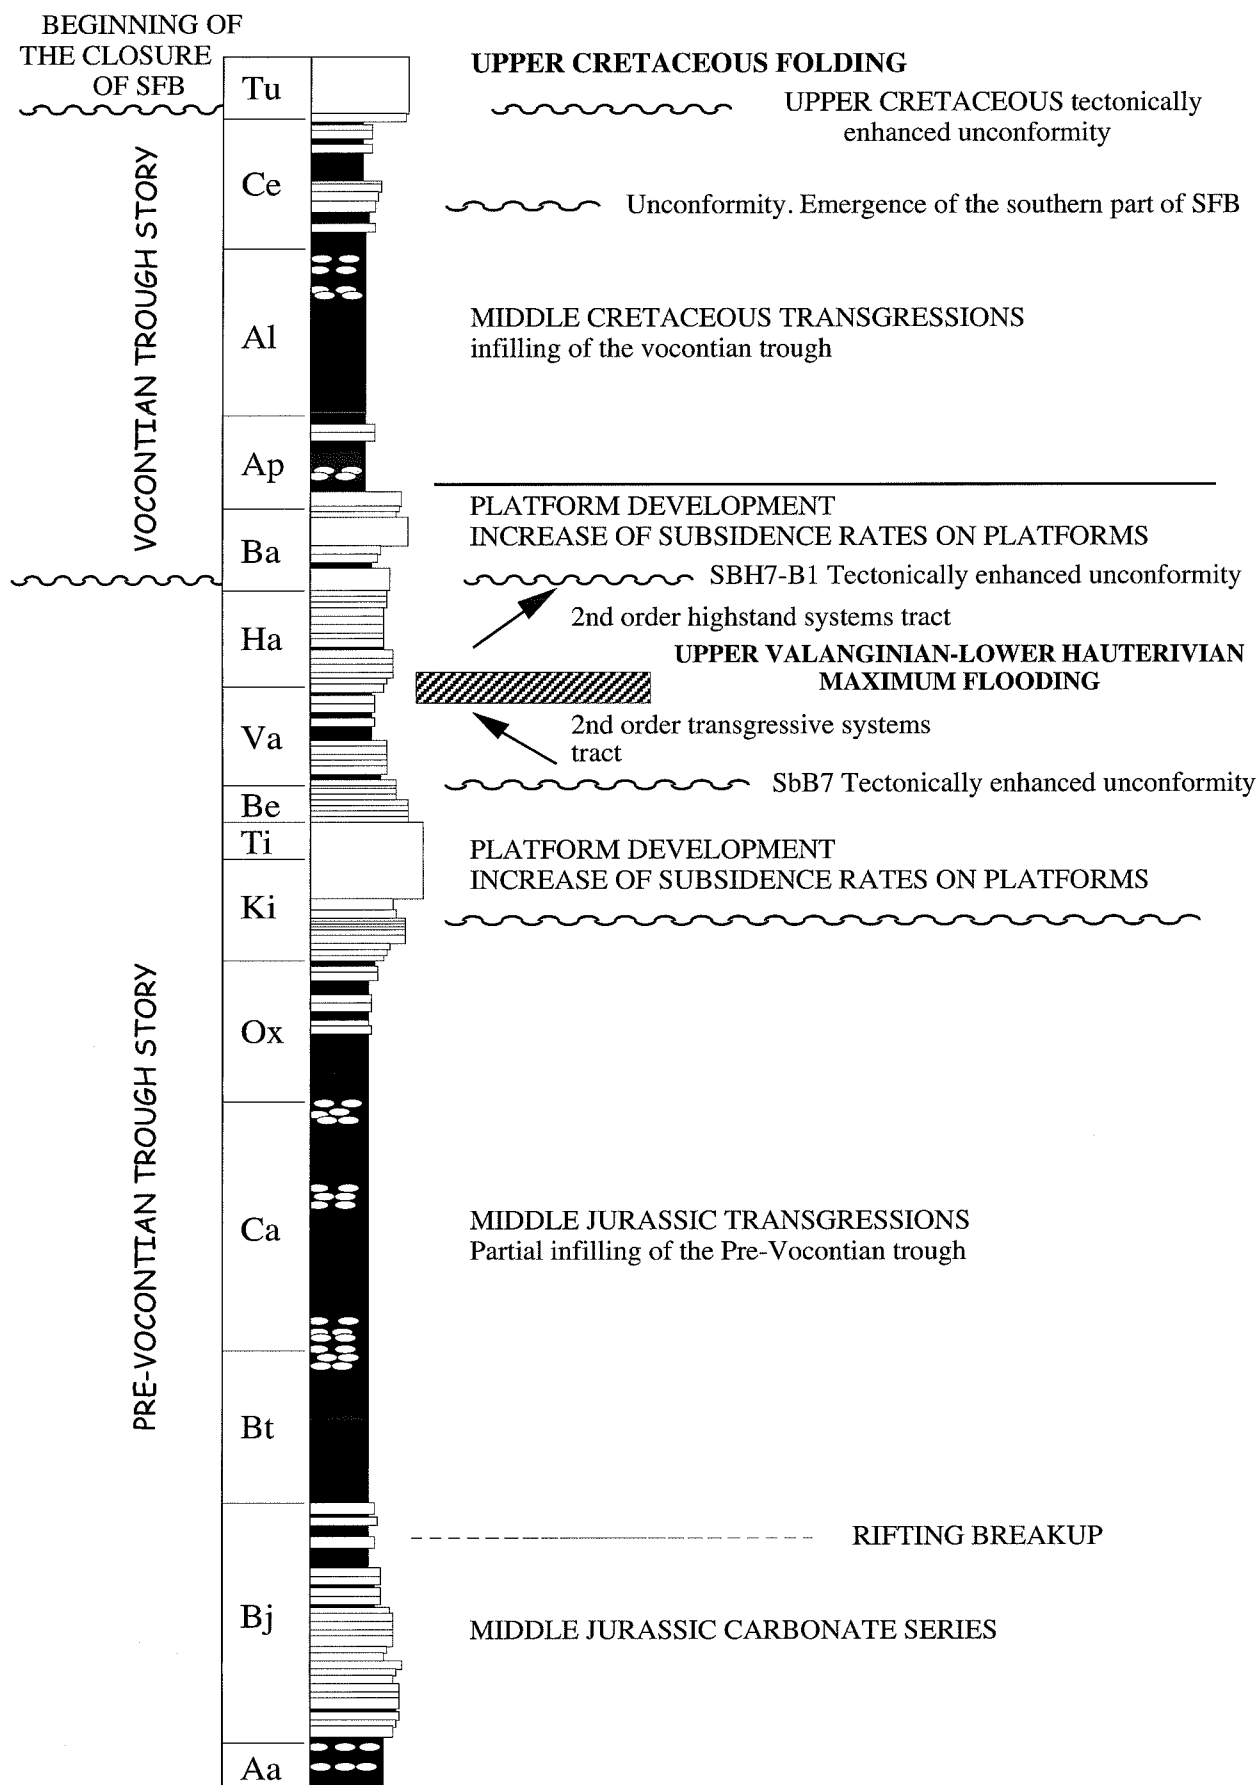 BEGINNING OF
THE CLOSURE
OF SFB
Tu
UPPER CRETACEOUS FOLDING
UPPER CRETACEOUS tectonically
enhanced unconformity
VOCONTIAN TROUGH STORY
Ce
Unconformity. Emergence of the southern part of SFB
Al
MIDDLE CRETACEOUS TRANSGRESSIONS
infilling of the vocontian trough
Ap
PLATFORM DEVELOPMENT
INCREASE OF SUBSIDENCE RATES ON PLATFORMS
Ba
SBH7-B1 Tectonically enhanced unconformity
2nd order highstand systems tract
Ha
UPPER VALANGINIAN-LOWER HAUTERIVIAN
MAXIMUM FLOODING
2nd order transgressive systems
tract
Va
SbB7 Tectonically enhanced unconformity
Be
Ti
PLATFORM DEVELOPMENT
INCREASE OF SUBSIDENCE RATES ON PLATFORMS
Ki
PRE-VOCONTIAN TROUGH STORY
Ox
Ca
MIDDLE JURASSIC TRANSGRESSIONS
Partial infilling of the Pre-Vocontian trough
Bt
RIFTING BREAKUP
Bj
MIDDLE JURASSIC CARBONATE SERIES
Aa